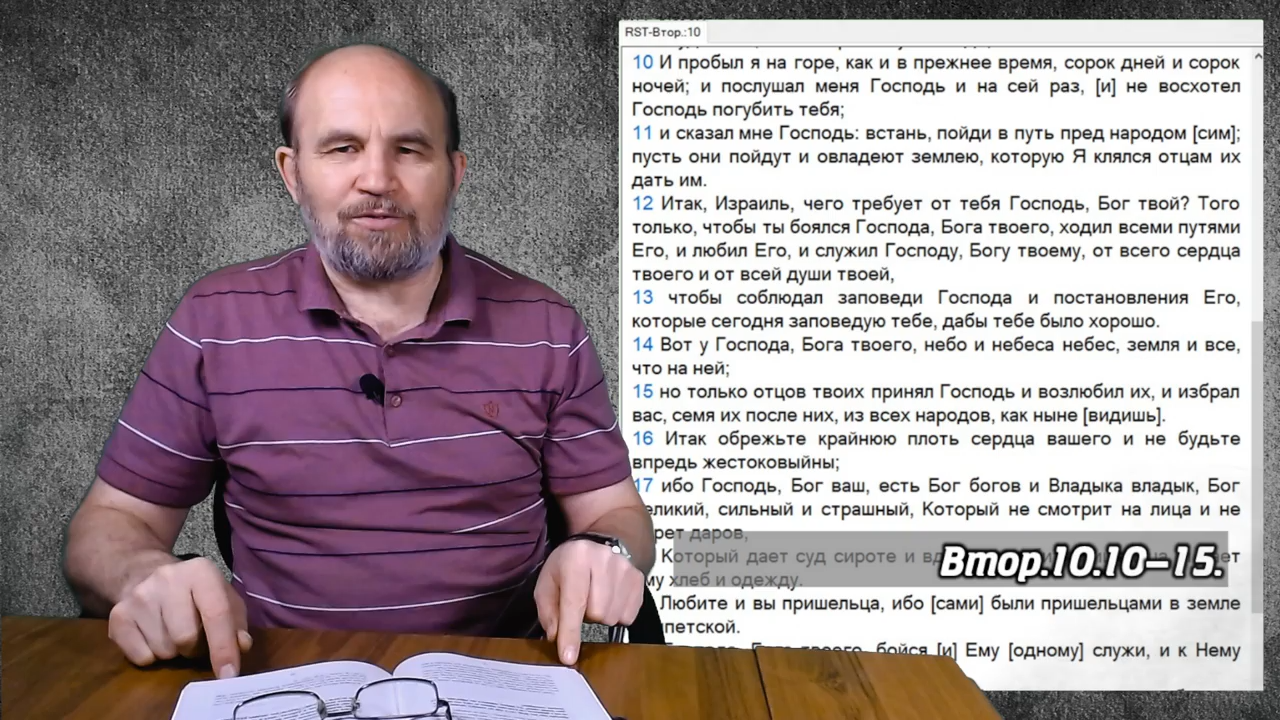 RST-Втор.:10
10 И пробыл я на горе, как и в прежнее время, сорок дней и сорок
ночей; и послушал меня Господь и на сей раз, [и] не восхотел
Господь погубить тебя;
11 и сказал мне Господь: встань, пойди в путь пред народом [сим];
пусть они пойдут и овладеют землею, которую Я клялся отцам их
дать им.
12 Итак, Израиль, чего требует от тебя Господь, Бог твой? Того
только, чтобы ты боялся Господа, Бога твоего, ходил всеми путями
Его, и любил Его, и служил Господу, Богу твоему, от всего сердца
твоего и от всей души твоей,
13 чтобы соблюдал заповеди Господа и постановления Его,
которые сегодня заповедую тебе, дабы тебе было хорошо.
14 Вот у Господа, Бога твоего, небо и небеса небес, земля и все,
что на ней;
15 но только отцов твоих принял Господь и возлюбил их, и избрал
вас, семя их после них, из всех народов, как ныне [видишь].
16 Итак обрежьте крайнюю плоть сердца вашего и не будьте
впредь жестоковыйны;
17 ибо Господь, Бог ваш, есть Бог богов и Владыка владык, Бог
еликий, сильный и страшный, Который не смотрит на лица и не
рет даров,
Который дает суд сироте и
му хлеб и одежду.
Втор.10.10–15.
Любите и вы пришельца, ибо [сами] были пришельцами в земле
петской.
твоего, бойся [и] Ему [одному] служи, и к Нему